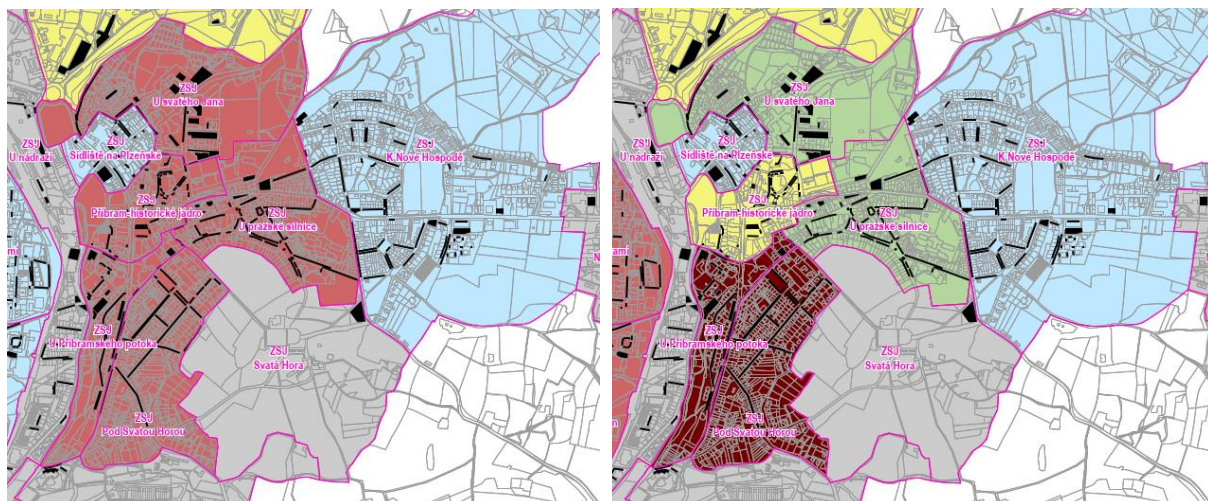 ZSJ
U svatého Jana
ZSJ
U nádraží
ZSJ
Sídliště na Plzeňské
ZSJ
K Nové Hospodě
ZSJ
Příbram-historické jádro
ZSJ
U pražské silnice
ami
N
ZSJ
U Příbramského potoka
ZSJ
Svatá Hora
ZSJ
Pod Svatou Horou
ZSJ
U svatého Jana
ZSJ
U nádraží
ZSJ
Sídliště na Plzeňské
ZSJ
K Nové Hospodě
ZSJ
Příbram-historické jádro
ZSJ
U pražské silnice
ami
ZSJ
U Příbramského potoka
ZSJ
Svatá Hora
ZSJ
Pod Svatou Horou